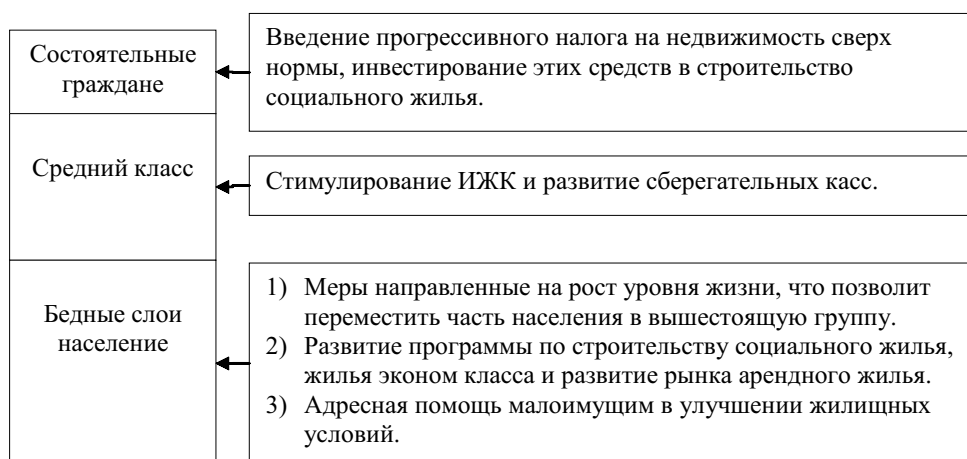 Состоятельные
граждане
Введение прогрессивного налога на недвижимость сверх
нормы, инвестирование этих средств в строительство
социального жилья.
Средний класс
Стимулирование ИЖК и развитие сберегательных касс.
Бедные слои
население
1) Меры направленные на рост уровня жизни, что позволит
переместить часть населения в вышестоящую группу.
2) Развитие программы по строительству социального жилья,
жилья эконом класса и развитие рынка арендного жилья.
3) Адресная помощь малоимущим в улучшении жилищных
условий.